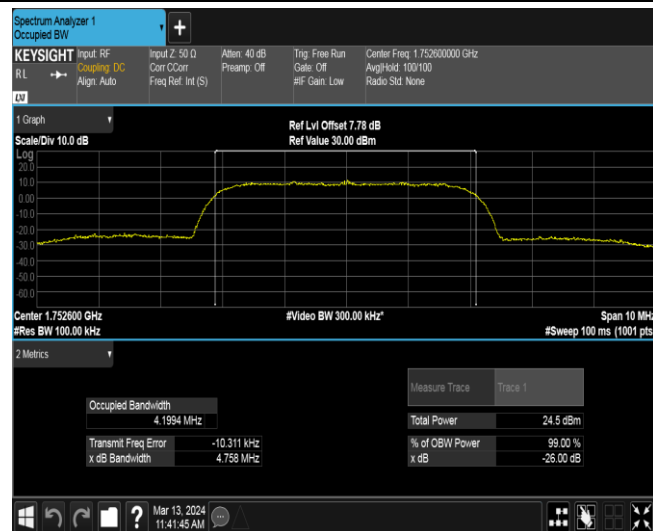 Spectrum Analyzer 1
Occupied BW
+
KEYSIGHT Input: RF Input Z: 50 Ω Atten: 40 dB Trig: Free Run Center Freq: 1.752600000 GHz
RL Coupling: DC Corr CCorr Preamp: Off Gate: Off Avg|Hold: 100/100
Align: Auto Freq Ref: Int (S) #IF Gain: Low Radio Std: None
LXI
1 Graph
Ref Lvl Offset 7.78 dB
Scale/Div 10.0 dB Ref Value 30.00 dBm
Log
20.0
10.0
0.00
-10.0
-20.0
-30.0
-40.0
-50.0
-60.0
Center 1.752600 GHz #Video BW 300.00 kHz* Span 10 MHz
#Res BW 100.00 kHz #Sweep 100 ms (1001 pts
2 Metrics
Measure Trace Trace 1
Occupied Bandwidth
4.1994 MHz
Total Power 24.5 dBm
Transmit Freq Error -10.311 kHz % of OBW Power 99.00 %
x dB Bandwidth 4.758 MHz x dB -26.00 dB
? Mar 13, 2024
11:41:45 AM